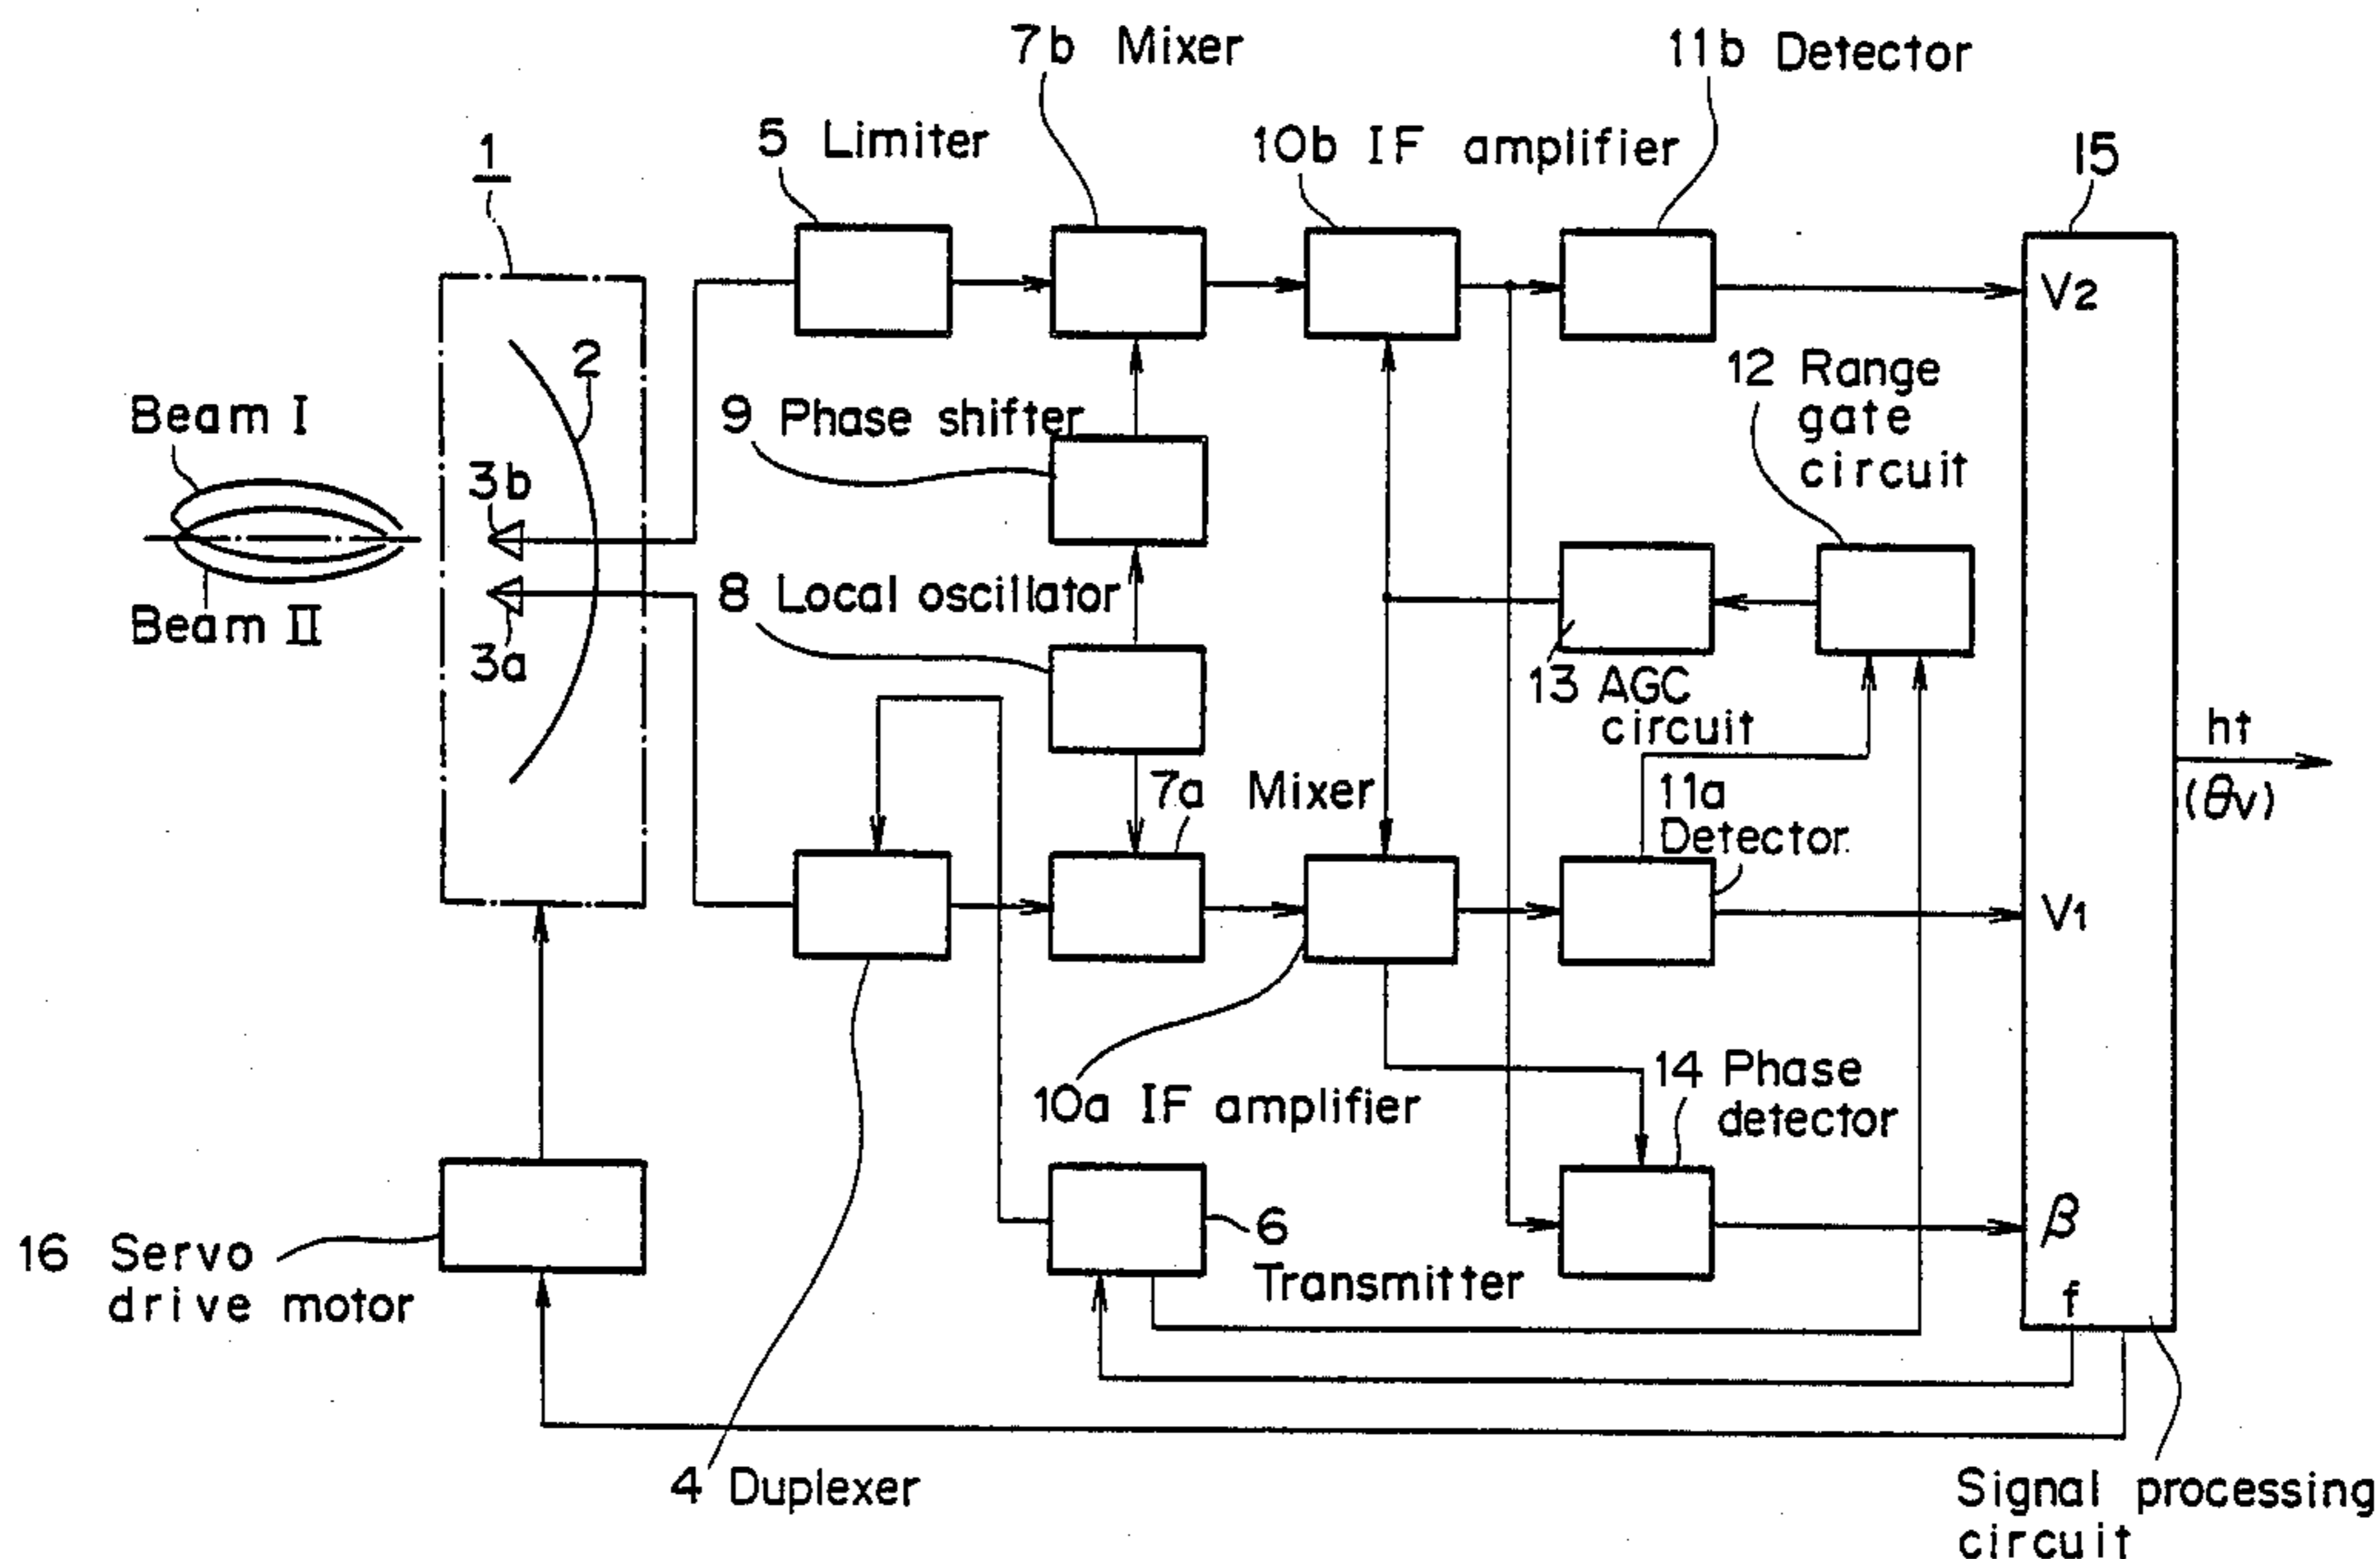 7b Mixer
11b Detector
5 Limiter
10b IF amplifier
1
15
V2
2
12 Range
gate
circuit
Beam I
9 Phase shifter
3b
8 Local oscillator
Beam II
3a
13 AGC
circuit
ht
(θv)
7a Mixer
11a
Detector
V1
14 Phase
detector
10a IF amplifier
β
6
Transmitter
16 Servo
drive motor
f
4 Duplexer
Signal processing
circuit